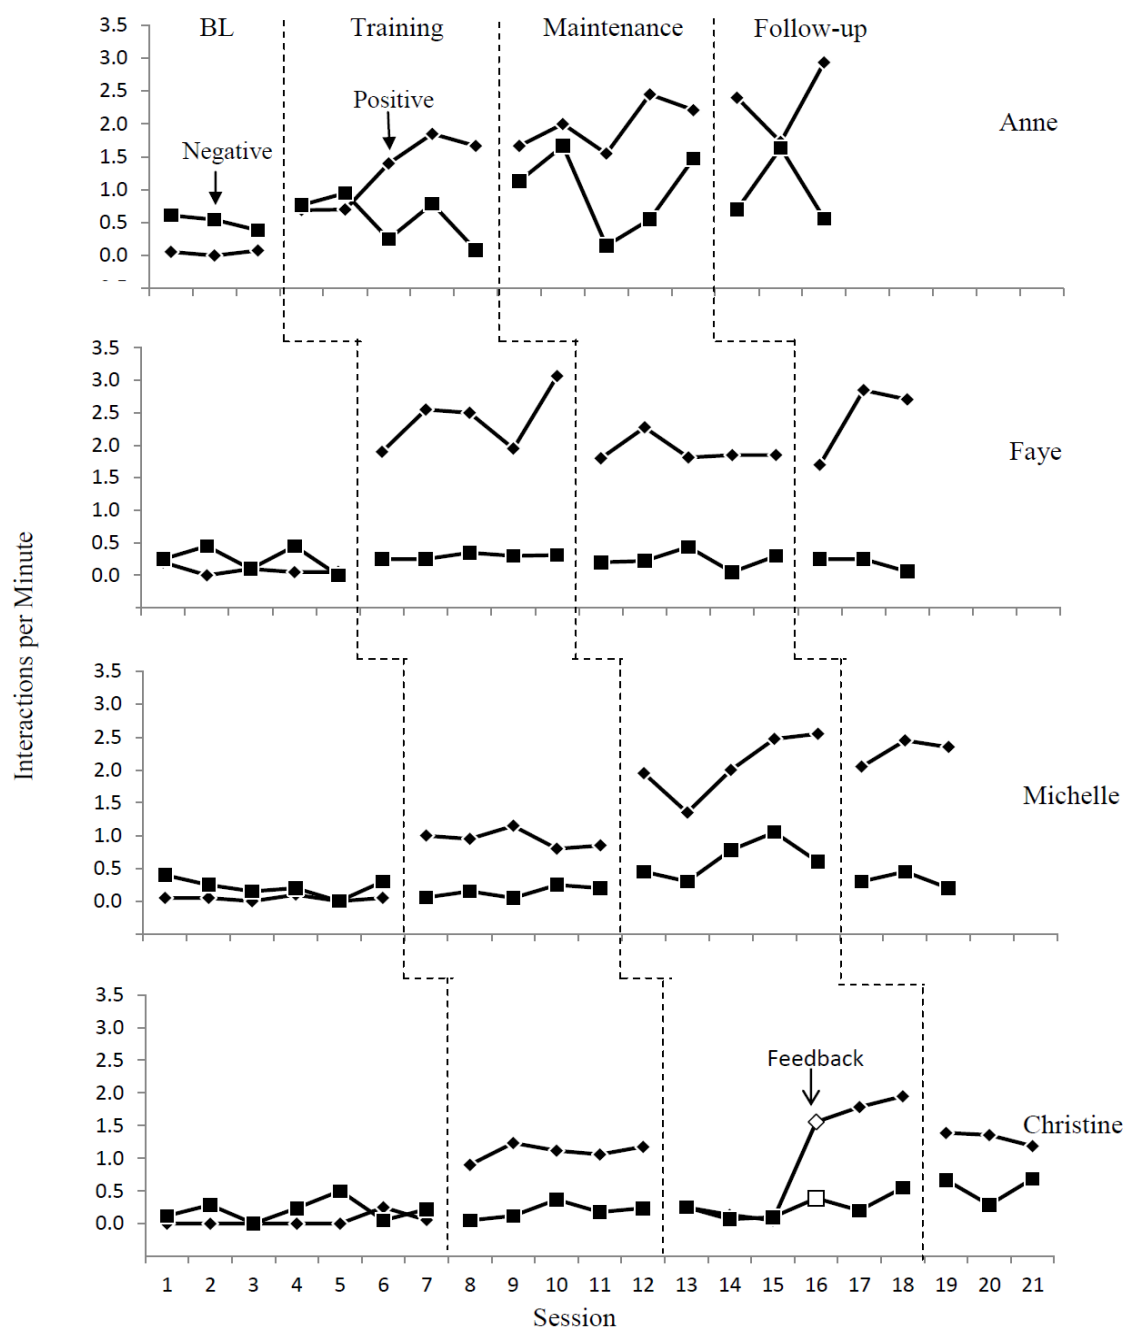 BL Training Maintenance Follow-up
3.5
3.0
2.5
2.0
1.5
1.0
0.5
0.0
Positive
Negative
Anne
3.5
3.0
2.5
2.0
1.5
1.0
0.5
0.0
Faye
Interactions per Minute
3.5
3.0
2.5
2.0
1.5
1.0
0.5
0.0
Michelle
3.5
3.0
2.5
2.0
1.5
1.0
0.5
0.0
Feedback
Christine
1 2 3 4 5 6 7 8 9 10 11 12 13 14 15 16 17 18 19 20 21
Session